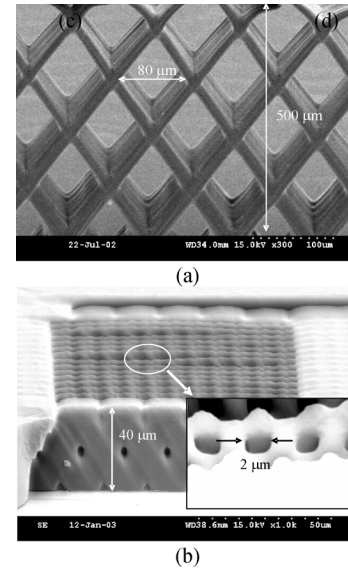 (c) (d)
80 μm
500 μm
22-Jul-02 WD34.0mm 15.0kV x300 100um
(a)
40 μm
2 μm
SE 12-Jan-03 WD38.6mm 15.0kV x1.0k 50um
(b)